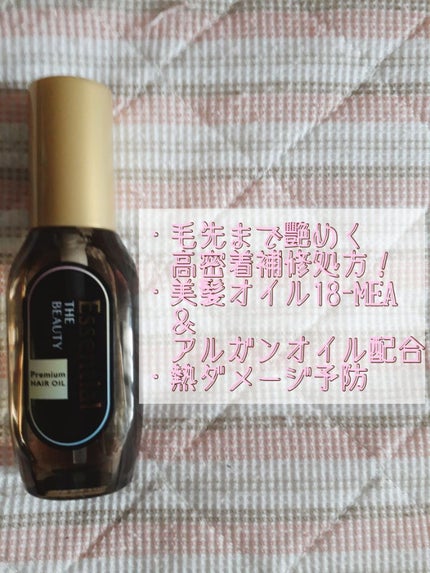 Essential
THE
BEAUTY
Premium
HAIR OIL
・毛先まで艶めく
高密着補修処方！
・美髪オイル18-MEA
&
アルガンオイル配合
・熱ダメージ予防